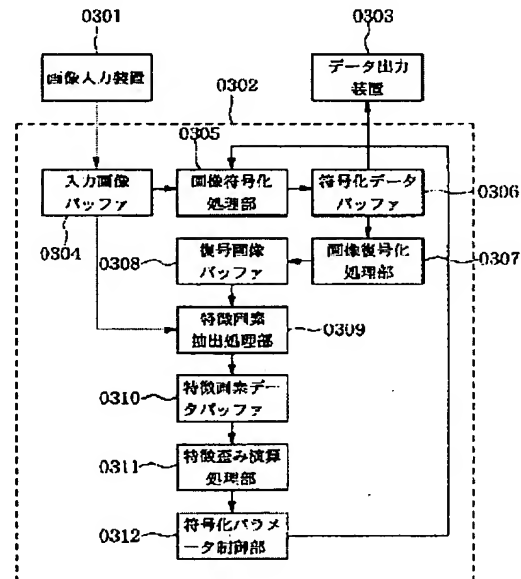 0301
0303
画像入力装置
データ出力
装置
0302
0305
入力画像
バッファ
画像符号化
処理部
符号化データ
バッファ
0306
0304
0308
復号画像
バッファ
画像復号化
処理部
0307
特徴画素
抽出処理部
0309
0310
特徴画素デー
タバッファ
0311
特徴歪み演算
処理部
0312
符号化パラメ
ータ制御部